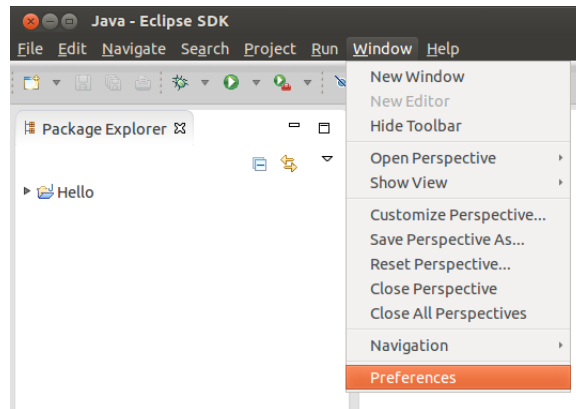 Java - Eclipse SDK
File Edit Navigate Search Project Run Window Help
New Window
New Editor
Hide Toolbar
Package Explorer
Open Perspective
Show View
Hello
Customize Perspective...
Save Perspective As...
Reset Perspective...
Close Perspective
Close All Perspectives
Navigation
Preferences